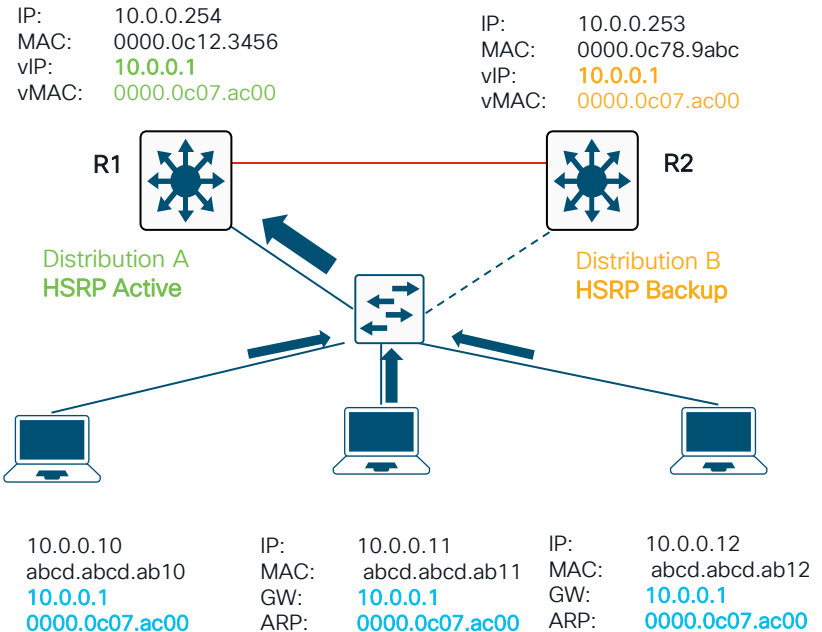 IP: 10.0.0.254
MAC: 0000.0c12.3456
vIP: 10.0.0.1
vMAC: 0000.0c07.ac00
IP: 10.0.0.253
MAC: 0000.0c78.9abc
vIP: 10.0.0.1
vMAC: 0000.0c07.ac00
R1
R2
Distribution A
HSRP Active
Distribution B
HSRP Backup
10.0.0.10
abcd.abcd.ab10
10.0.0.1
0000.0c07.ac00
IP: 10.0.0.11
MAC: abcd.abcd.ab11
GW: 10.0.0.1
ARP: 0000.0c07.ac00
IP: 10.0.0.12
MAC: abcd.abcd.ab12
GW: 10.0.0.1
ARP: 0000.0c07.ac00